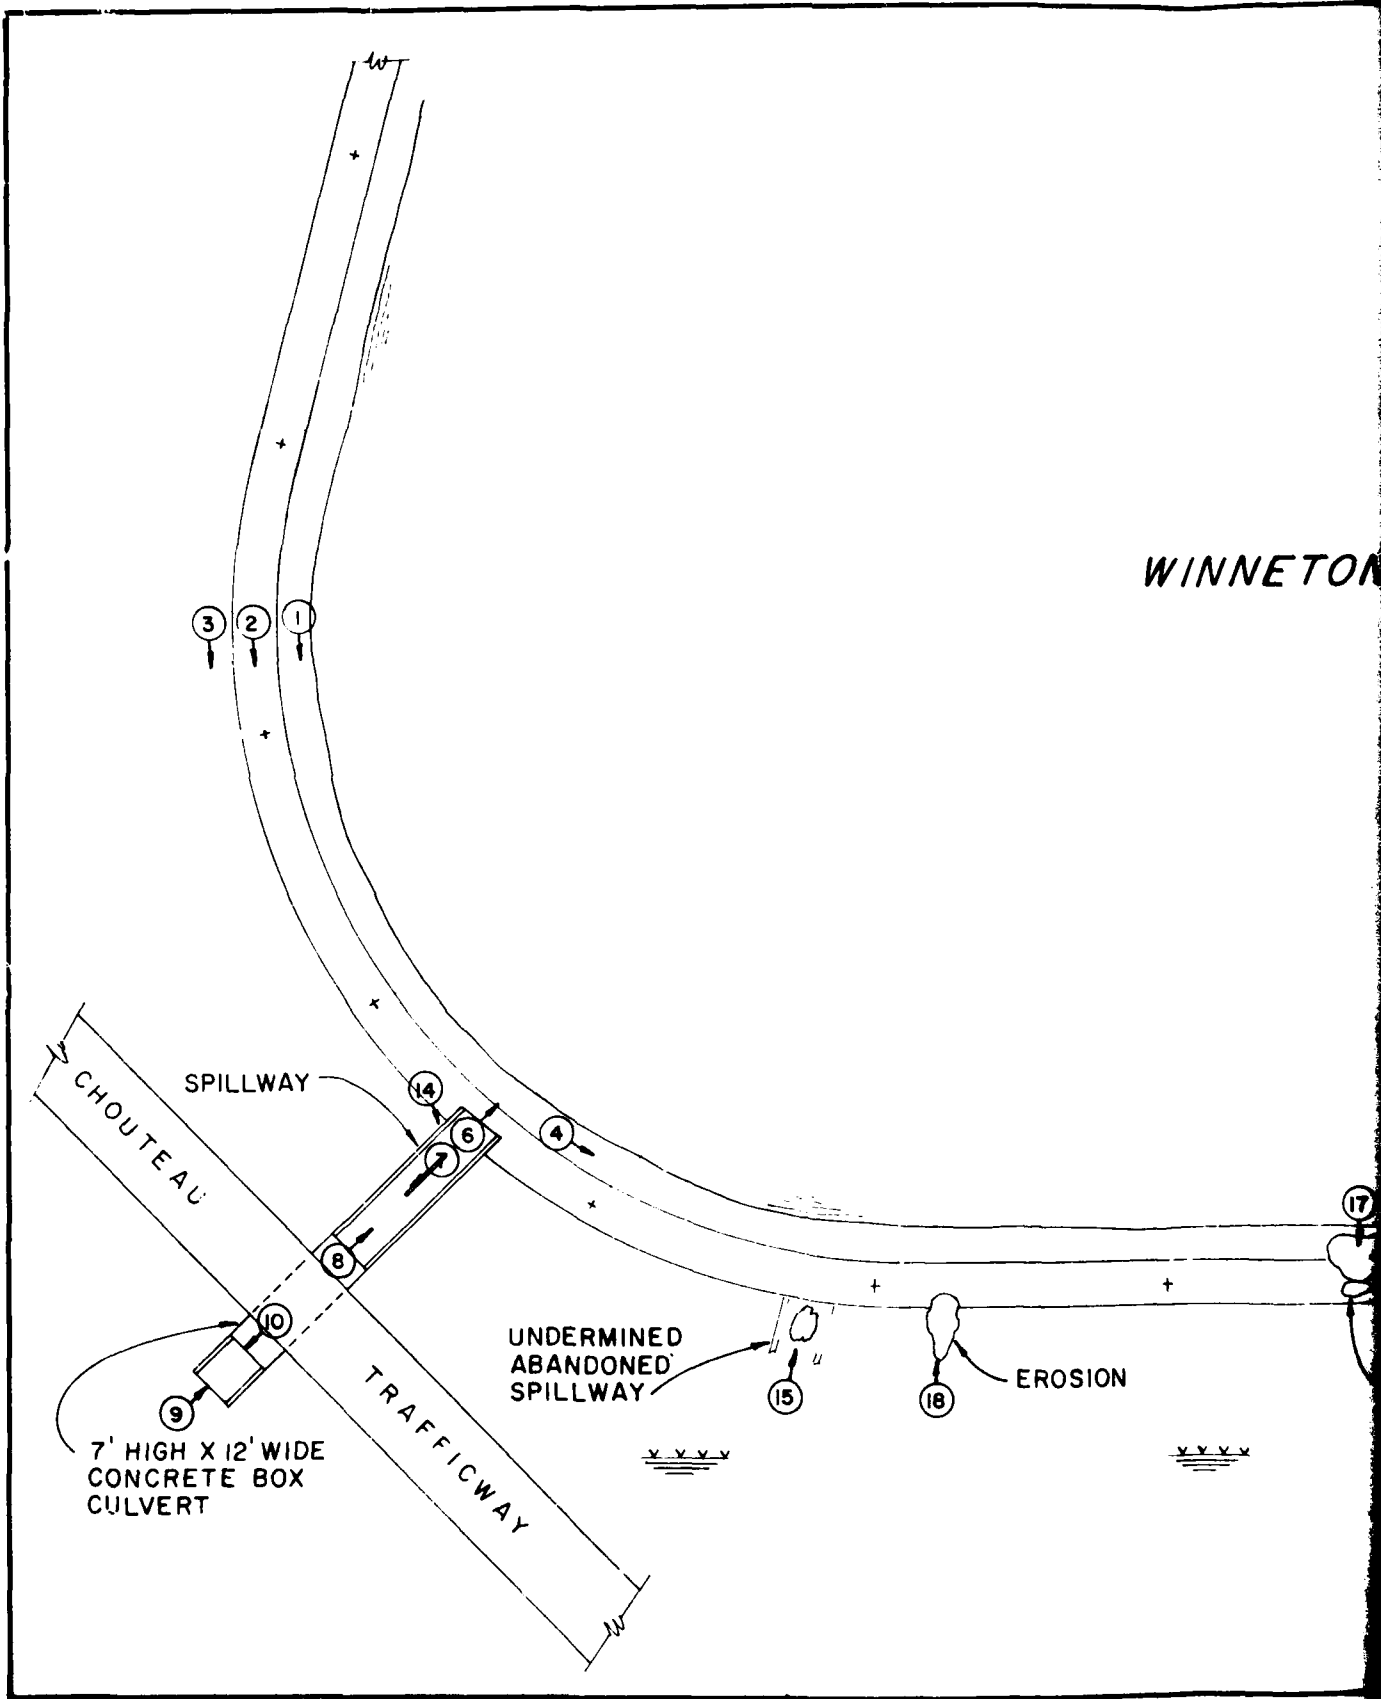 WINNETON
3
2
1
SPILLWAY
14
6
4
7
CHOUTEAU
17
8
10
UNDERMINED
ABANDONED
SPILLWAY
15
18
EROSION
9
TRAFFICWAY
7' HIGH X 12' WIDE
CONCRETE BOX
CULVERT